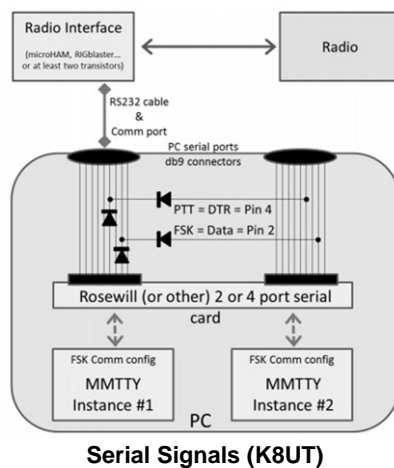 Radio Interface
(microHAM, RIGblaster...
or at least two transistors)
Radio
RS232 cable
&
Comm port
PC serial ports
db9 connectors
PTT = DTR = Pin 4
FSK = Data = Pin 2
Rosewill (or other) 2 or 4 port serial
card
FSK Comm config
MMTTY
Instance #1
FSK Comm config
MMTTY
Instance #2
PC
Serial Signals (K8UT)